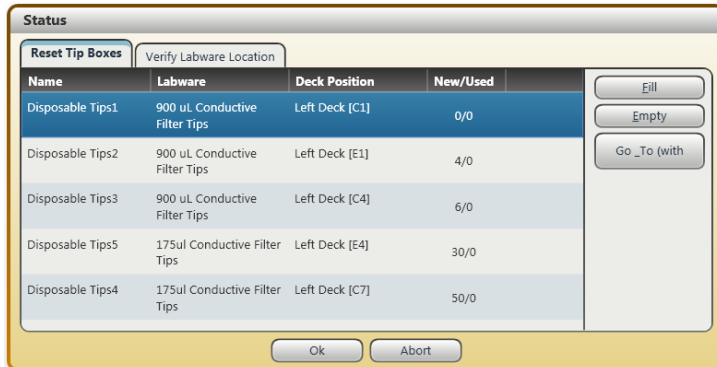 Status
Reset Tip Boxes
Verify Labware Location
Name Labware Deck Position New/Used
Disposable Tips1 900 uL Conductive Filter Tips Left Deck [C1] 0/0
Disposable Tips2 900 uL Conductive Filter Tips Left Deck [E1] 4/0
Disposable Tips3 900 uL Conductive Filter Tips Left Deck [C4] 6/0
Disposable Tips5 175ul Conductive Filter Tips Left Deck [E4] 30/0
Disposable Tips4 175ul Conductive Filter Tips Left Deck [C7] 50/0
Fill
Empty
Go _To (with
Ok
Abort